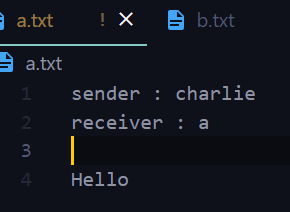 a.txt ! × b.txt
a.txt
1 sender : charlie
2 receiver : a
3
4 Hello